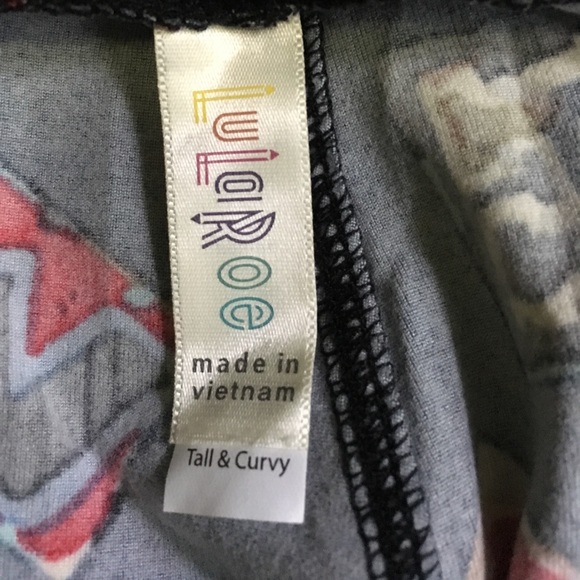 LuLaRoe
made in
vietnam
Tall & Curvy